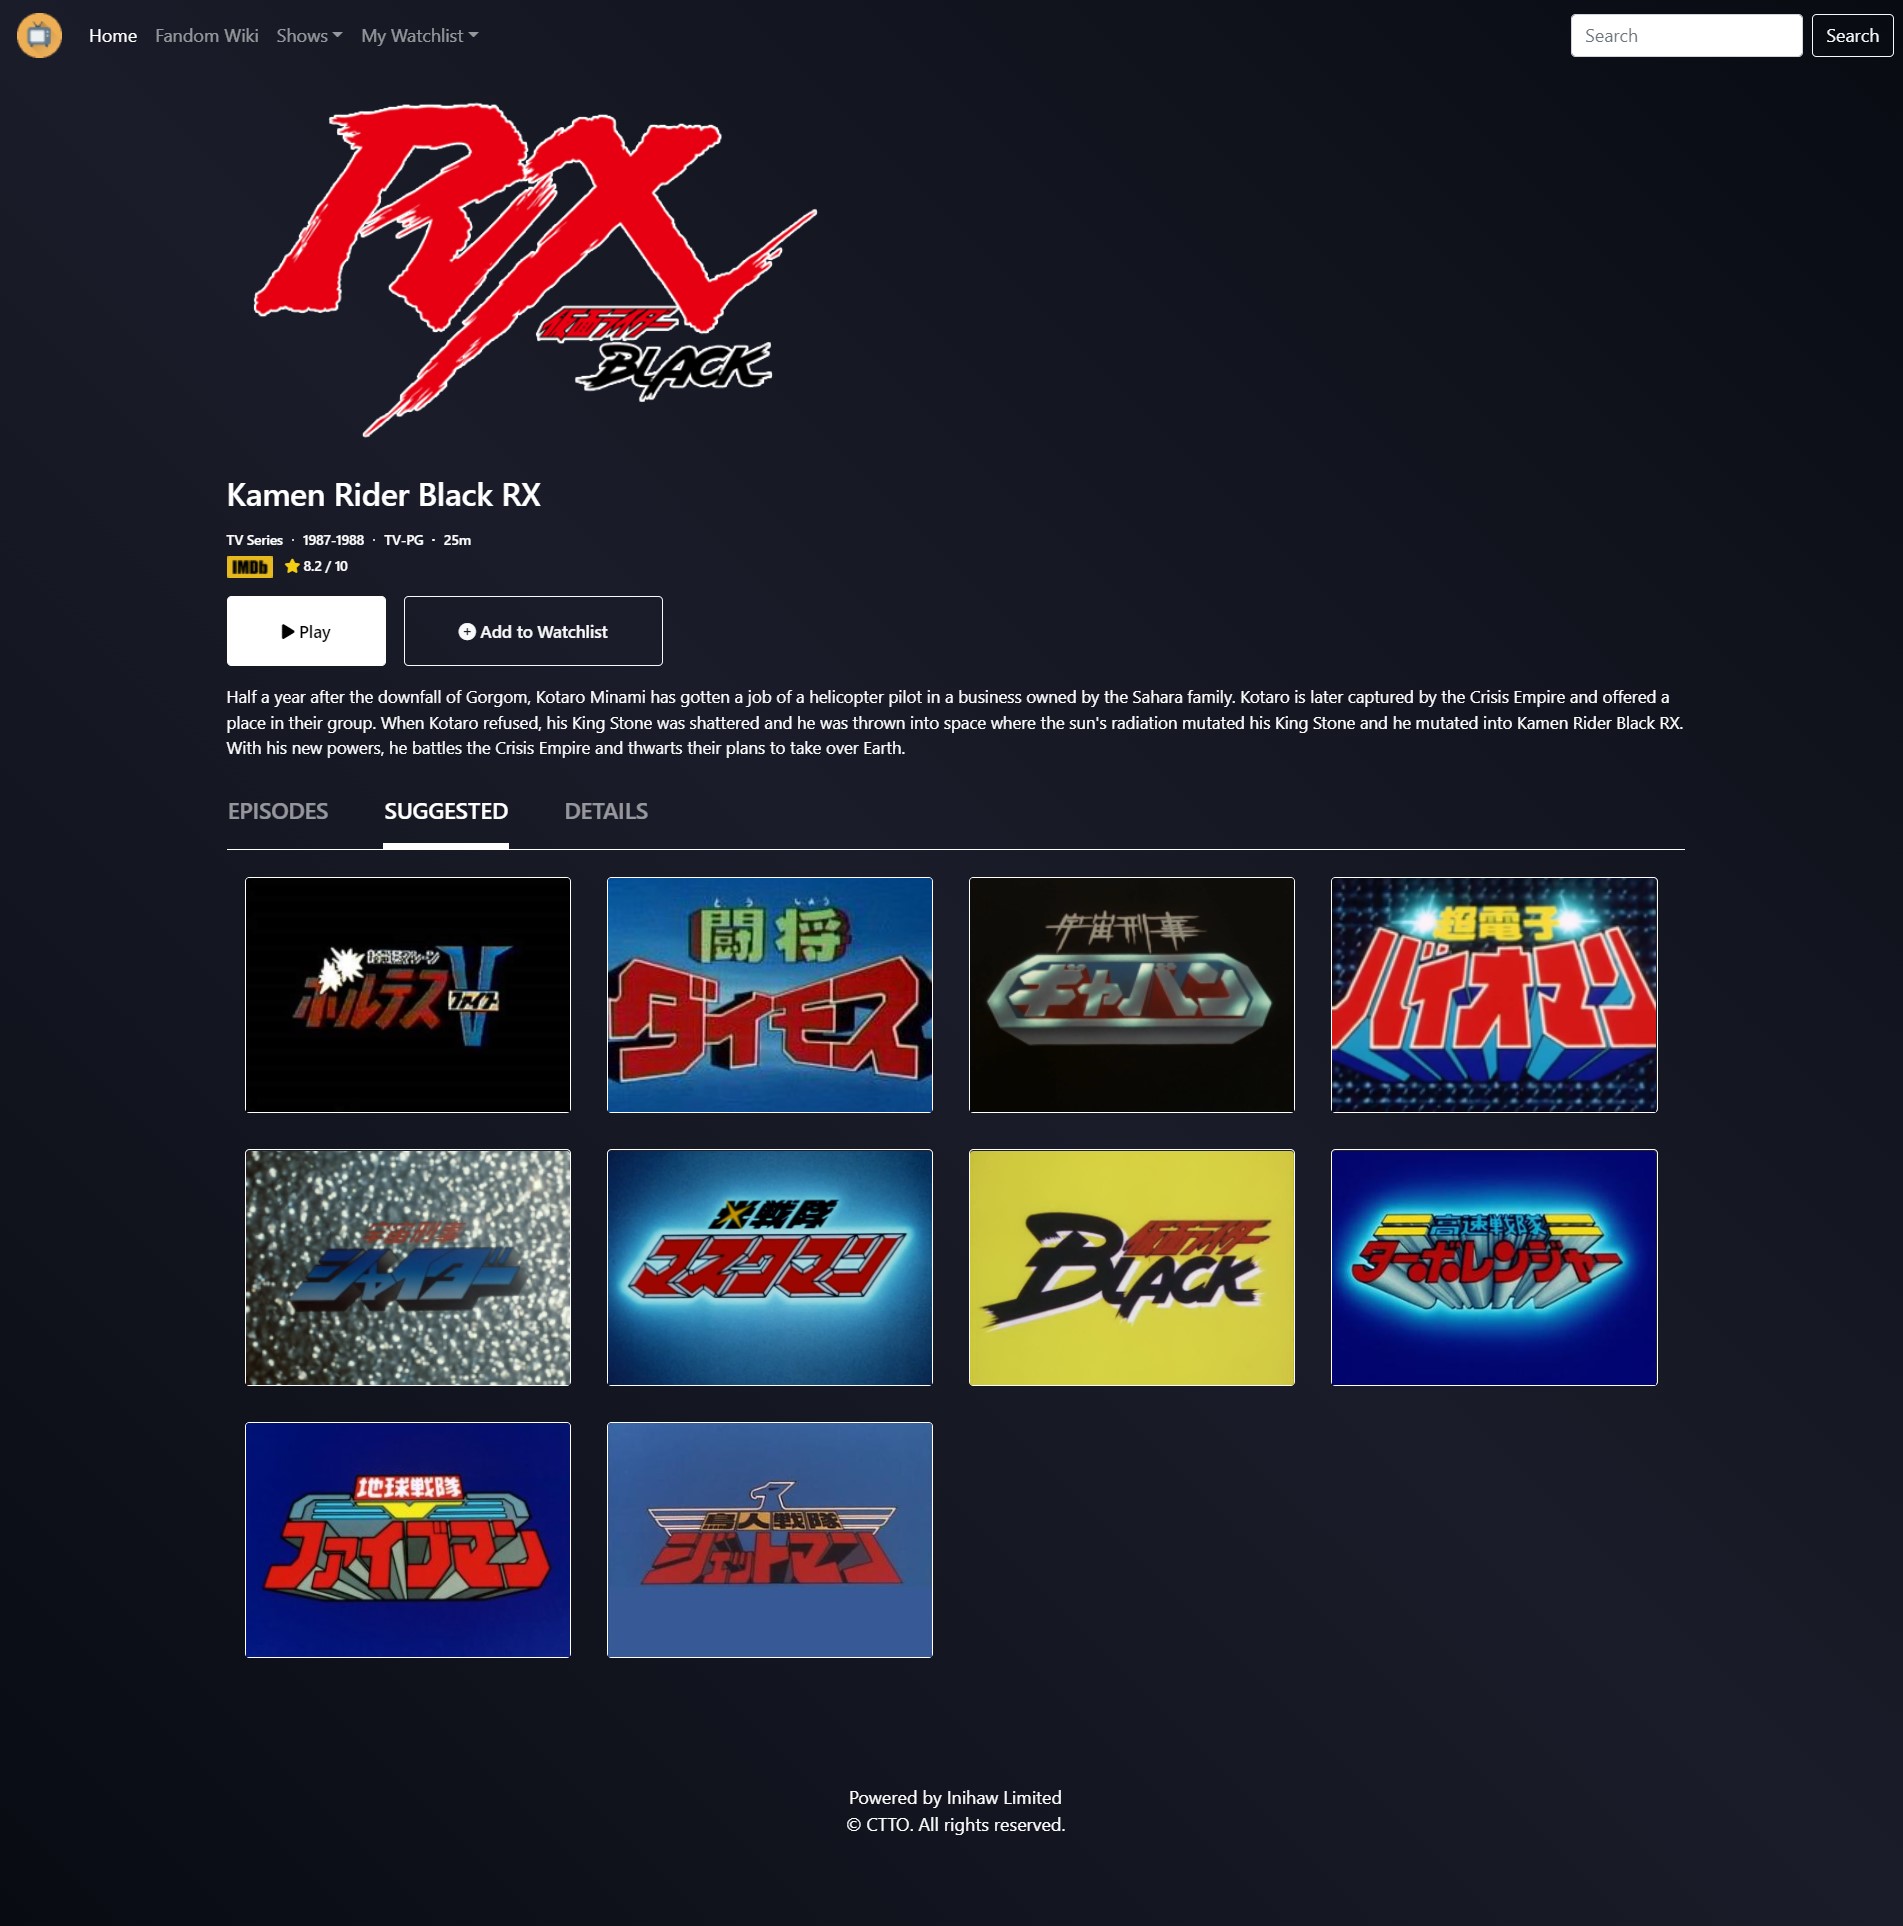 Home Fandom Wiki Shows My Watchlist Search Search
RX
仮面ライダー
BLACK
Kamen Rider Black RX
TV Series · 1987-1988 · TV-PG · 25m
IMDb 8.2 / 10
Play Add to Watchlist
Half a year after the downfall of Gorgom, Kotaro Minami has gotten a job of a helicopter pilot in a business owned by the Sahara family. Kotaro is later captured by the Crisis Empire and offered a
place in their group. When Kotaro refused, his King Stone was shattered and he was thrown into space where the sun's radiation mutated his King Stone and he mutated into Kamen Rider Black RX.
With his new powers, he battles the Crisis Empire and thwarts their plans to take over Earth.
EPISODES SUGGESTED DETAILS
ボルテス V
ファイブ
とう しょう
闘将
ダイモス
宇宙刑事
ギャバン
超電子
バイオマン
宇宙刑事
シャイダー
光戦隊
マスクマン
仮面ライダー
BLACK
高速戦隊
ターボレンジャー
地球戦隊
ファイブマン
鳥人戦隊
ジェットマン
Powered by Inihaw Limited
© CTTO. All rights reserved.